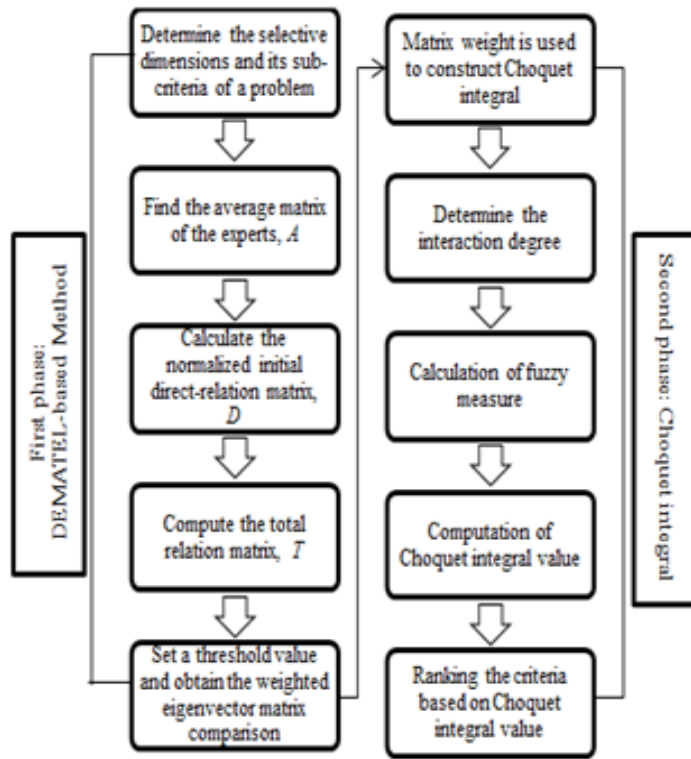 First phase:
DEMATEL-based Method
Determine the selective
dimensions and its sub-
criteria of a problem
Find the average matrix
of the experts, A
Calculate the
normalized initial
direct-relation matrix,
D
Compute the total
relation matrix, T
Set a threshold value
and obtain the weighted
eigenvector matrix
comparison
Matrix weight is used
to construct Choquet
integral
Determine the
interaction degree
Calculation of fuzzy
measure
Computation of
Choquet integral value
Ranking the criteria
based on Choquet
integral value
Second phase: Choquet
integral